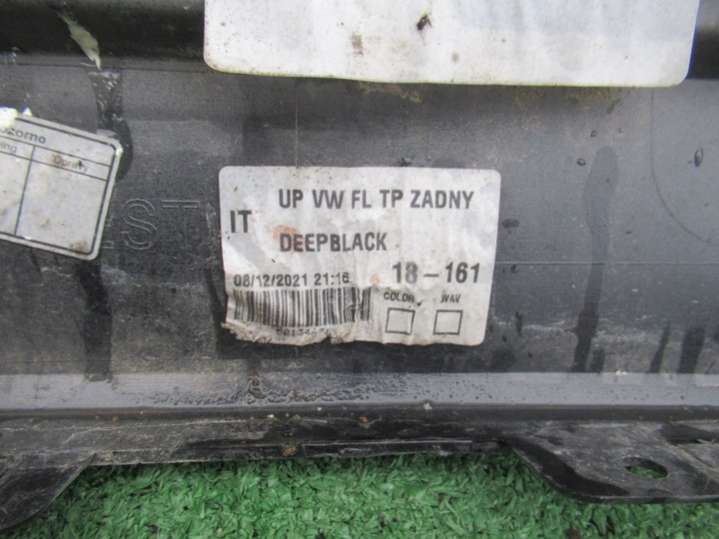 UP VW FL TP ZADNY
IT
DEEPBLACK
08/12/2021 21:16
18-161
COLOR WAV